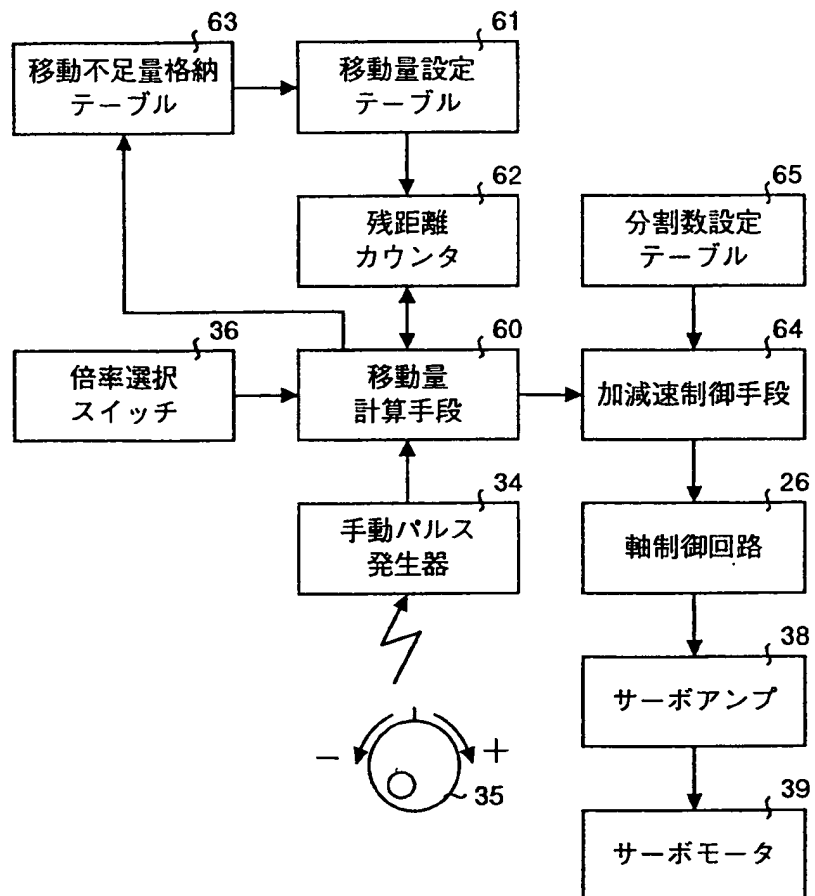 63
移動不足量格納
テーブル
61
移動量設定
テーブル
62
残距離
カウンタ
65
分割数設定
テーブル
36
倍率選択
スイッチ
60
移動量
計算手段
64
加減速制御手段
34
手動パルス
発生器
26
軸制御回路
38
サーボアンプ
－
＋
35
39
サーボモータ